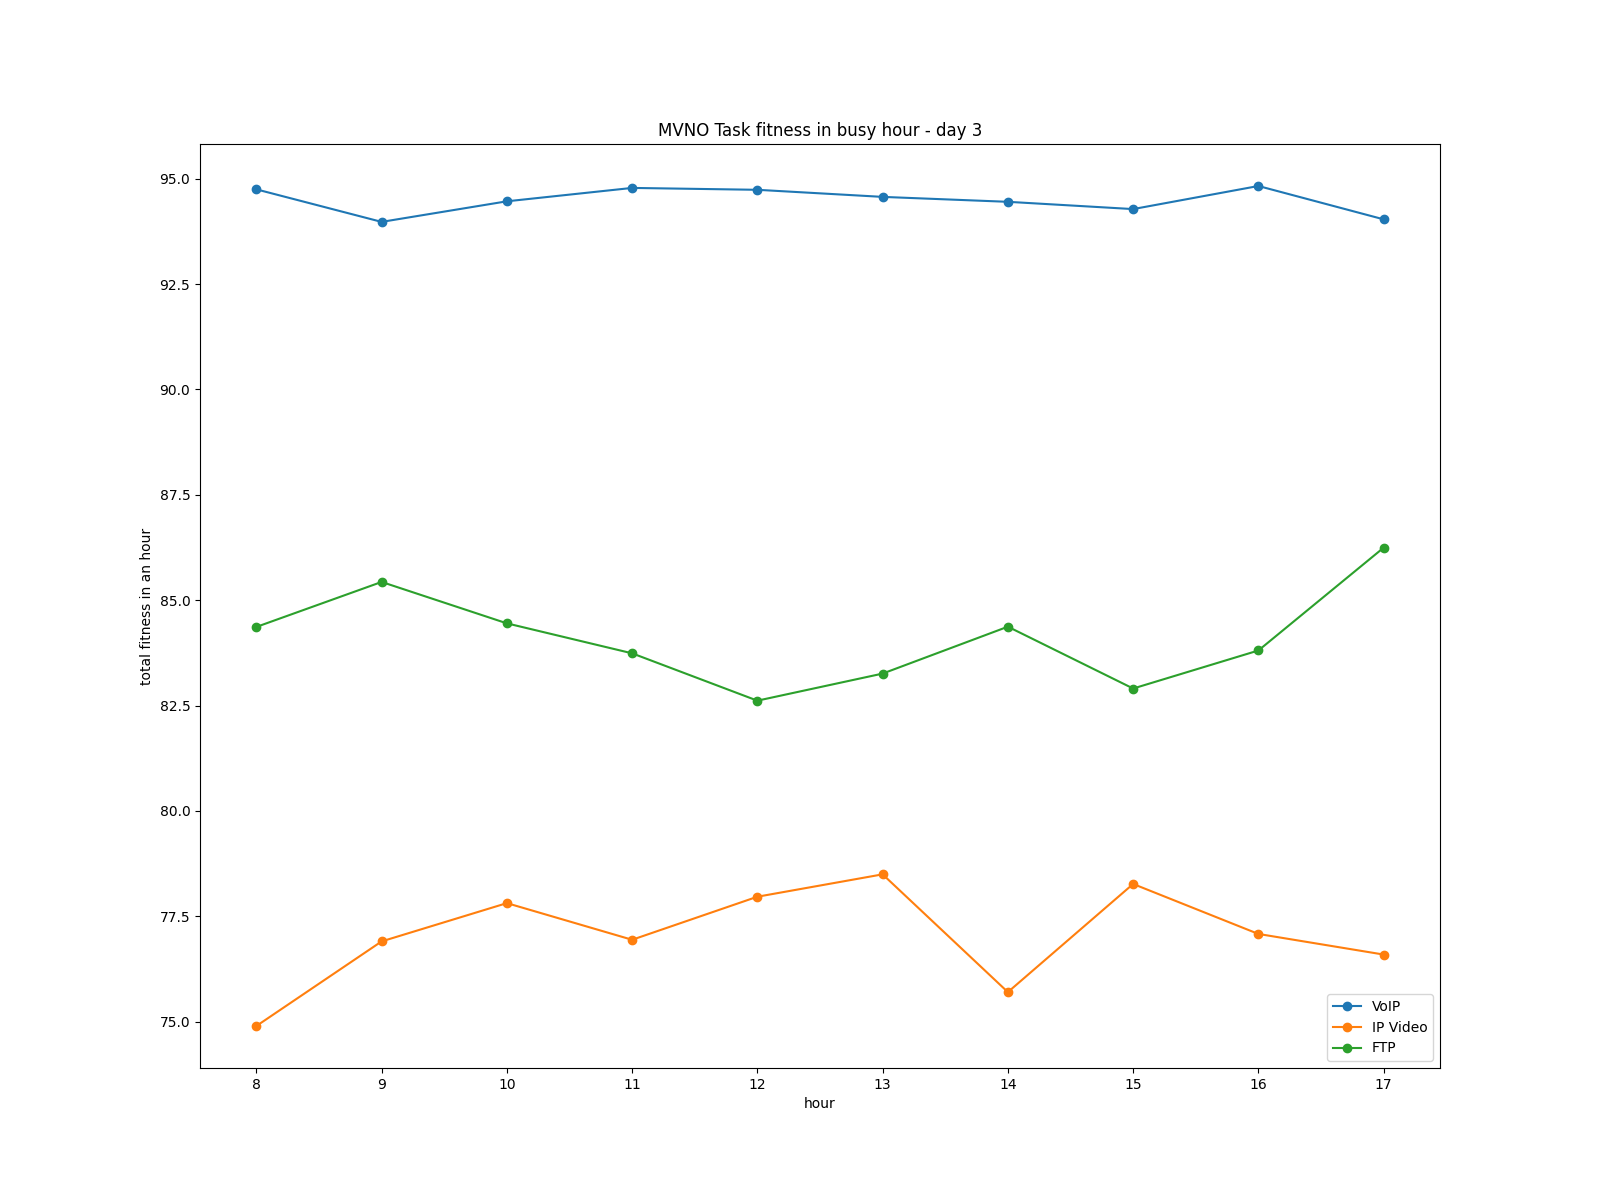 MVNO Task fitness in busy hour - day 3
95.0
92.5
90.0
87.5
85.0
82.5
80.0
77.5
75.0
total fitness in an hour
8 9 10 11 12 13 14 15 16 17
hour
VoIP
IP Video
FTP